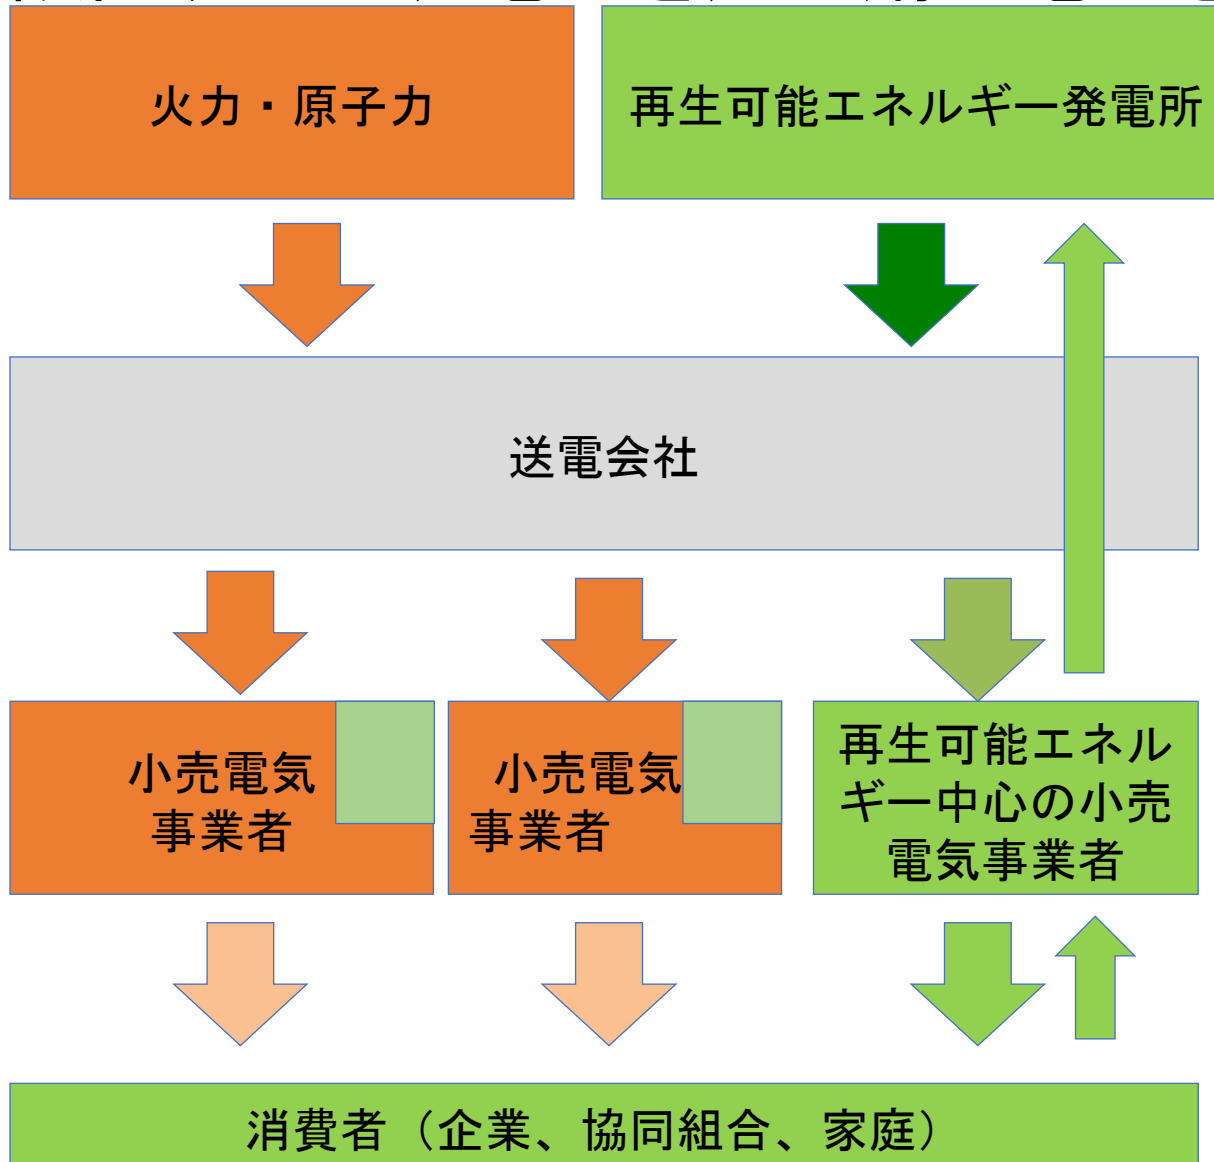 火力・原子力
再生可能エネルギー発電所
送電会社
小売電気
事業者
小売電気
事業者
再生可能エネル
ギー中心の小売
電気事業者
消費者（企業、協同組合、家庭）